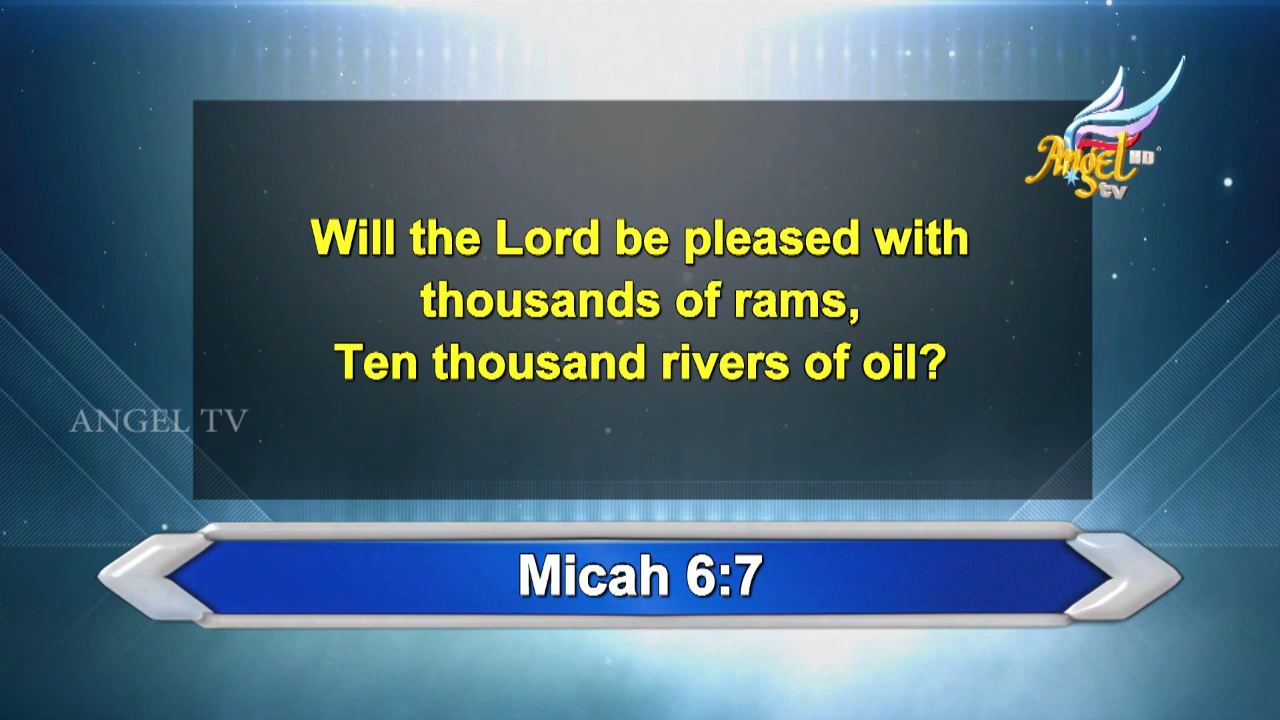 Angel HD
tv
Will the Lord be pleased with
thousands of rams,
Ten thousand rivers of oil?
ANGEL TV
Micah 6:7